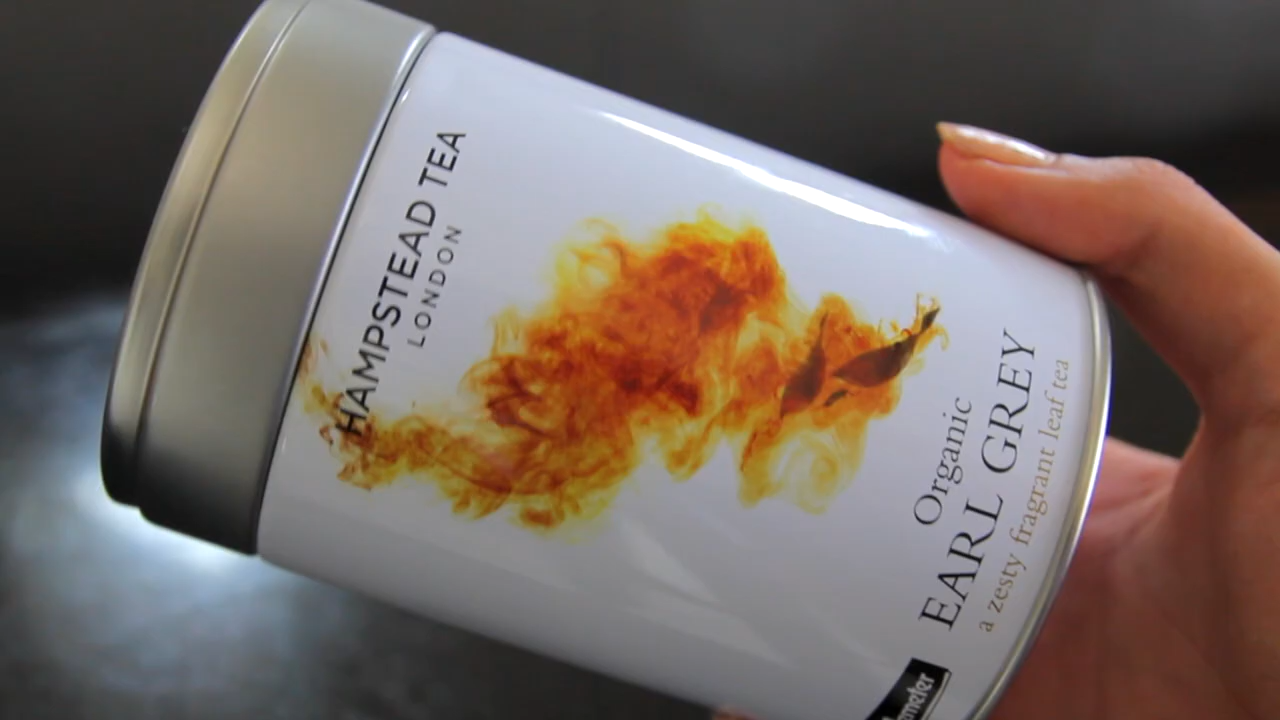 HAMPSTEAD TEA
LONDON
Organic
EARL GREY
a zesty fragrant leaf tea